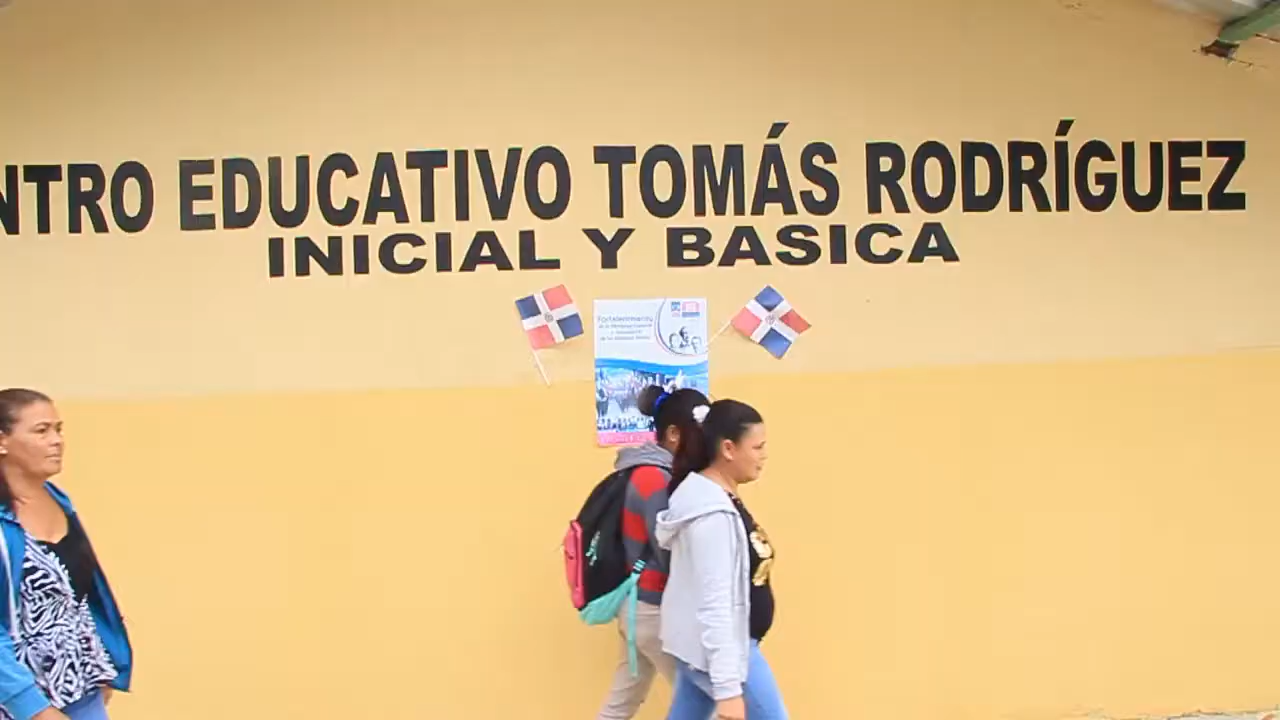 NTRO EDUCATIVO TOMÁS RODRÍGUEZ
INICIAL Y BASICA
Fortalecimiento